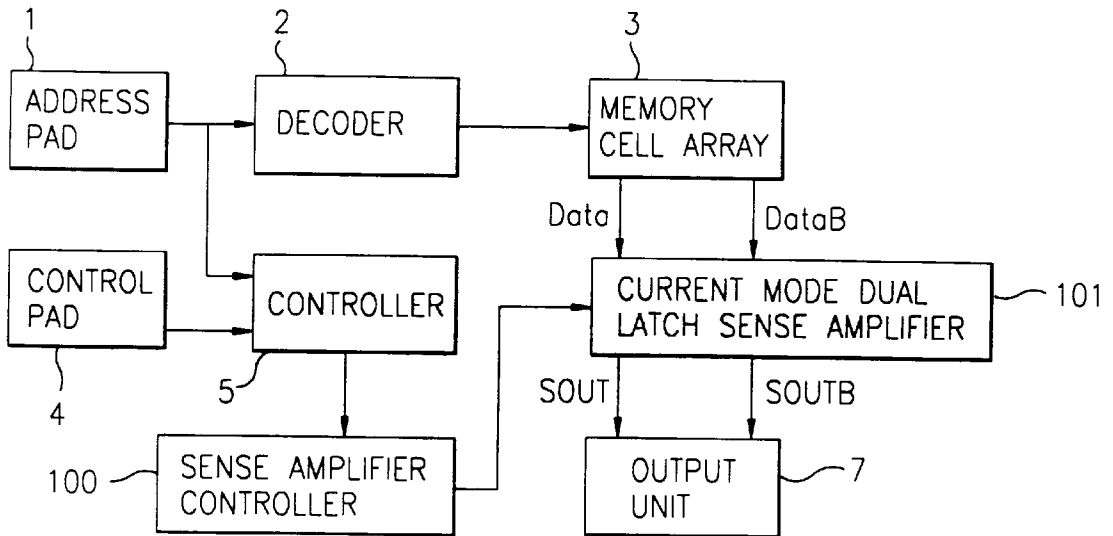 1
2
3
ADDRESS
PAD
DECODER
MEMORY
CELL ARRAY
Data
DataB
CONTROL
PAD
CONTROLLER
CURRENT MODE DUAL
LATCH SENSE AMPLIFIER
101
4
5
SOUT
SOUTB
100
SENSE AMPLIFIER
CONTROLLER
OUTPUT
UNIT
7